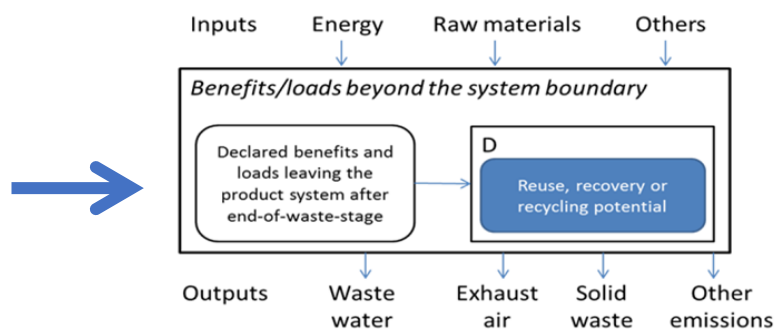 Inputs Energy Raw materials Others
Benefits/loads beyond the system boundary
Declared benefits and
loads leaving the
product system after
end-of-waste-stage
D
Reuse, recovery or
recycling potential
Outputs Waste Exhaust Solid Other
water air waste emissions